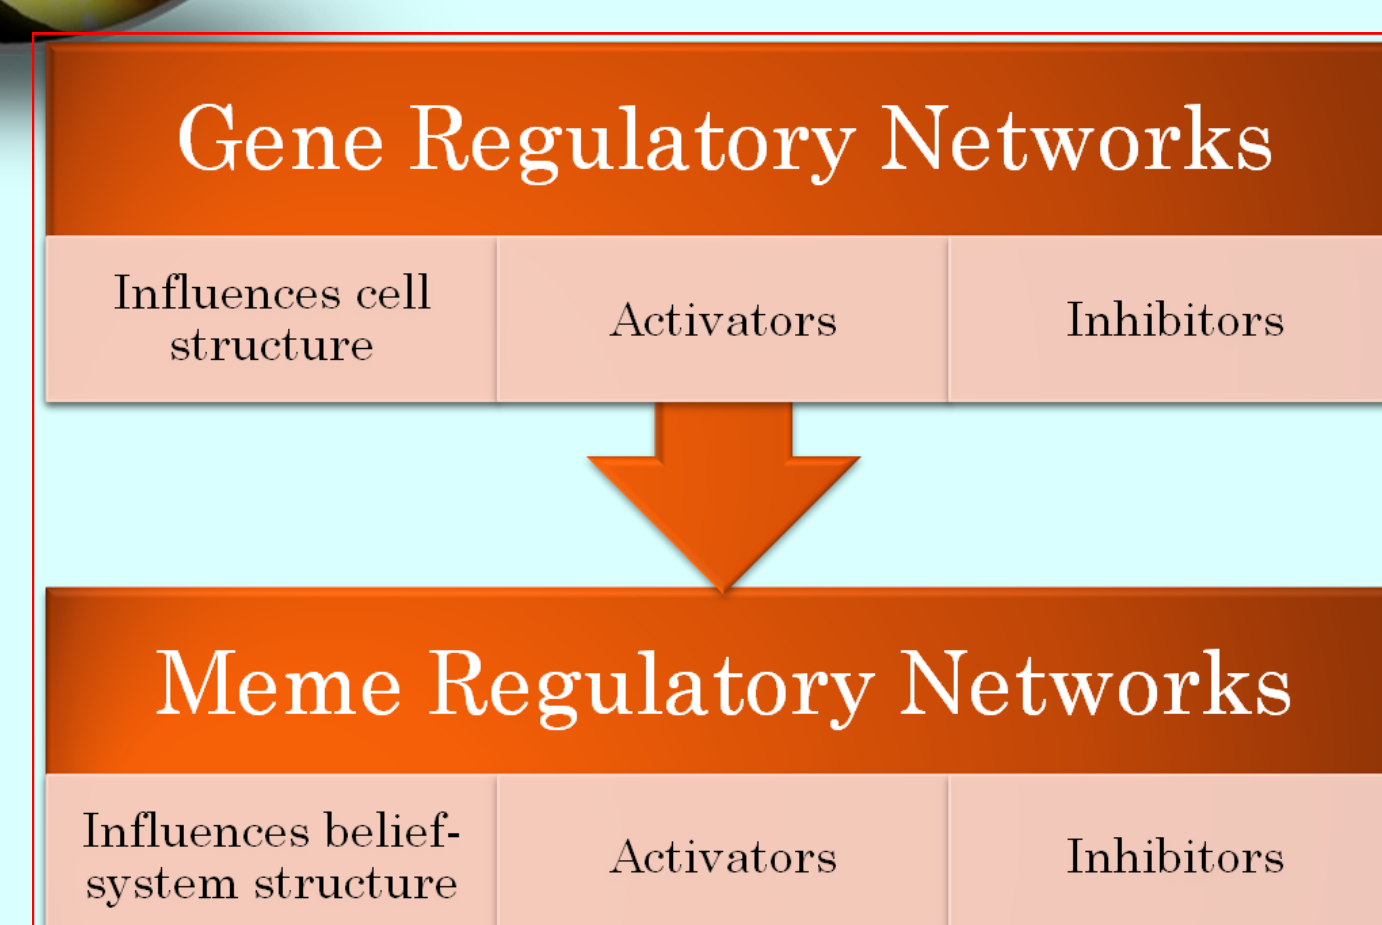 Gene Regulatory Networks
Influences cell
structure
Activators
Inhibitors
Meme Regulatory Networks
Influences belief-
system structure
Activators
Inhibitors